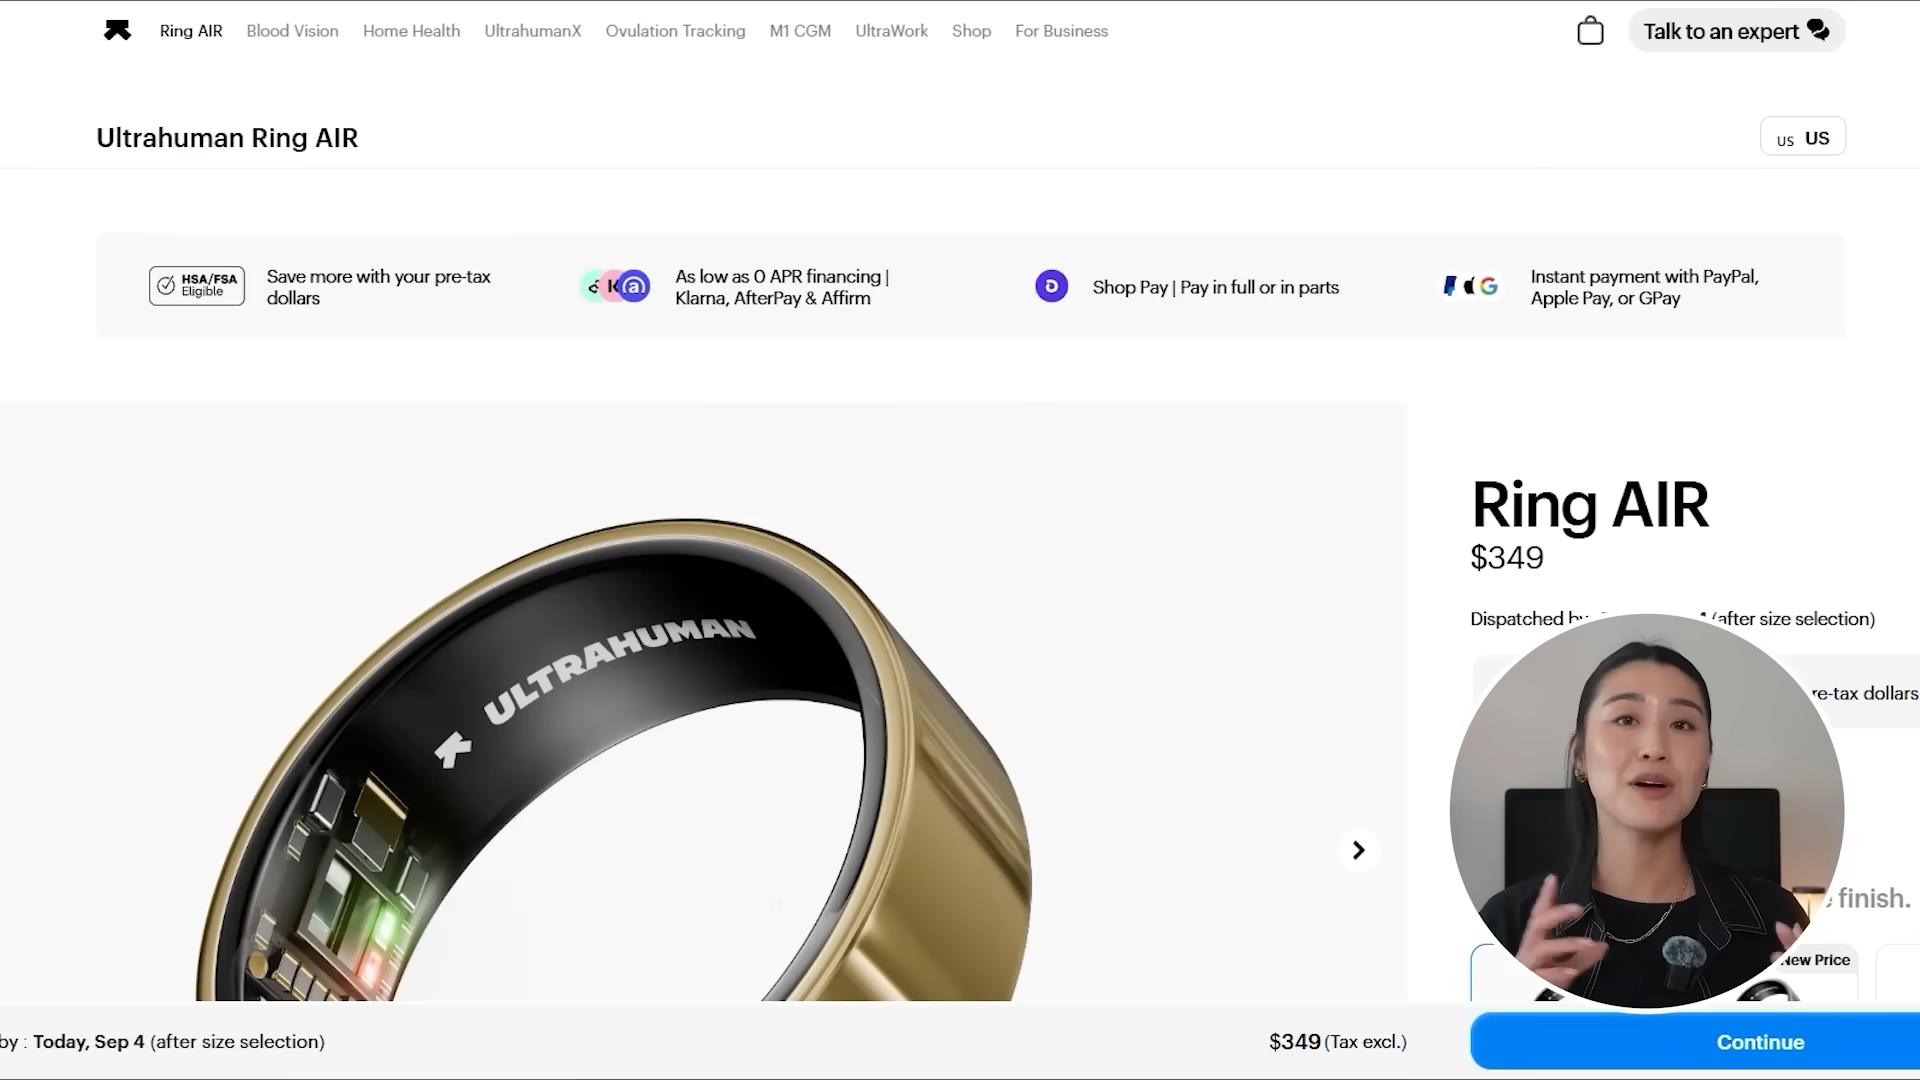 Ring AIR
Blood Vision
Home Health
UltrahumanX
Ovulation Tracking
M1 CGM
UltraWork
Shop
For Business
Talk to an expert
Ultrahuman Ring AIR
US US
HSA/FSA
Eligible
Save more with your pre-tax
dollars
As low as 0 APR financing |
Klarna, AfterPay & Affirm
Shop Pay | Pay in full or in parts
Instant payment with PayPal,
Apple Pay, or GPay
ULTRAHUMAN
Ring AIR
$349
Dispatched by (after size selection)
re-tax dollars
finish.
New Price
by : Today, Sep 4 (after size selection)
$349 (Tax excl.)
Continue